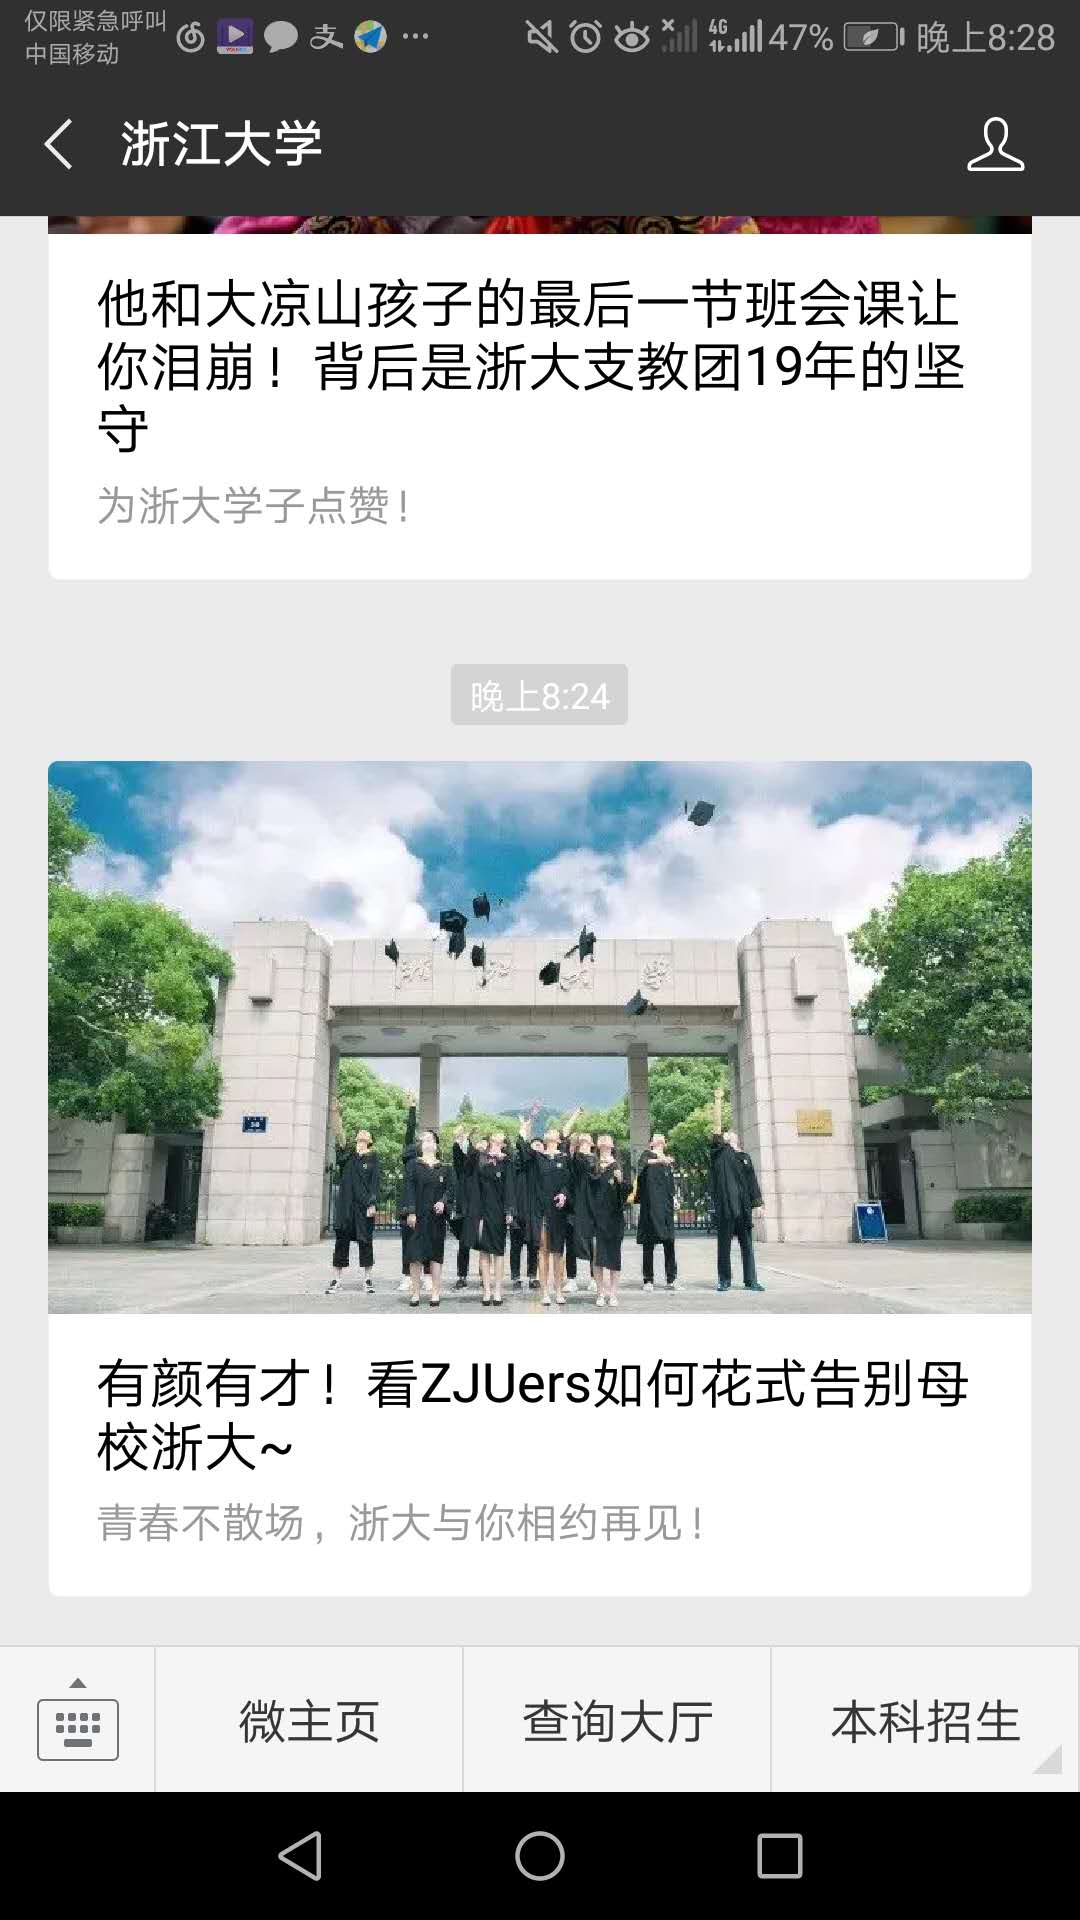 仅限紧急呼叫
中国移动
4G
47%
晚上8:28
浙江大学
他和大凉山孩子的最后一节班会课让
你泪崩！背后是浙大支教团19年的坚
守
为浙大学子点赞！
晚上8:24
浙江大学
有颜有才！看ZJUers如何花式告别母
校浙大~
青春不散场，浙大与你相约再见！
微主页
查询大厅
本科招生